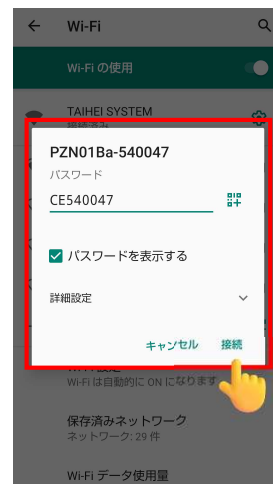 Wi-Fi
Wi-Fi の使用
TAIHEI SYSTEM
接続済み
PZN01Ba-540047
パスワード
CE540047
パスワードを表示する
詳細設定
キャンセル 接続
Wi-Fi は自動的に ON になります
保存済みネットワーク
ネットワーク: 29 件
Wi-Fi データ使用量